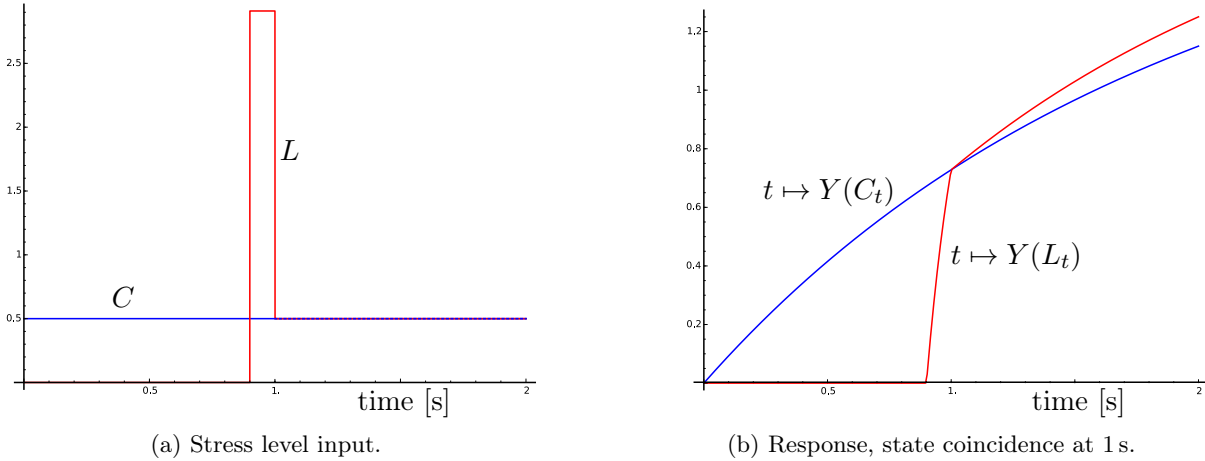 2.5
2
1.5
1
0.5
L
C
0.5
1.
2
time [s]
(a) Stress level input.
1.2
1
0.8
0.6
0.4
0.2
t ↦ Y(C_t)
t ↦ Y(L_t)
0.5
1.
2
time [s]
(b) Response, state coincidence at 1 s.